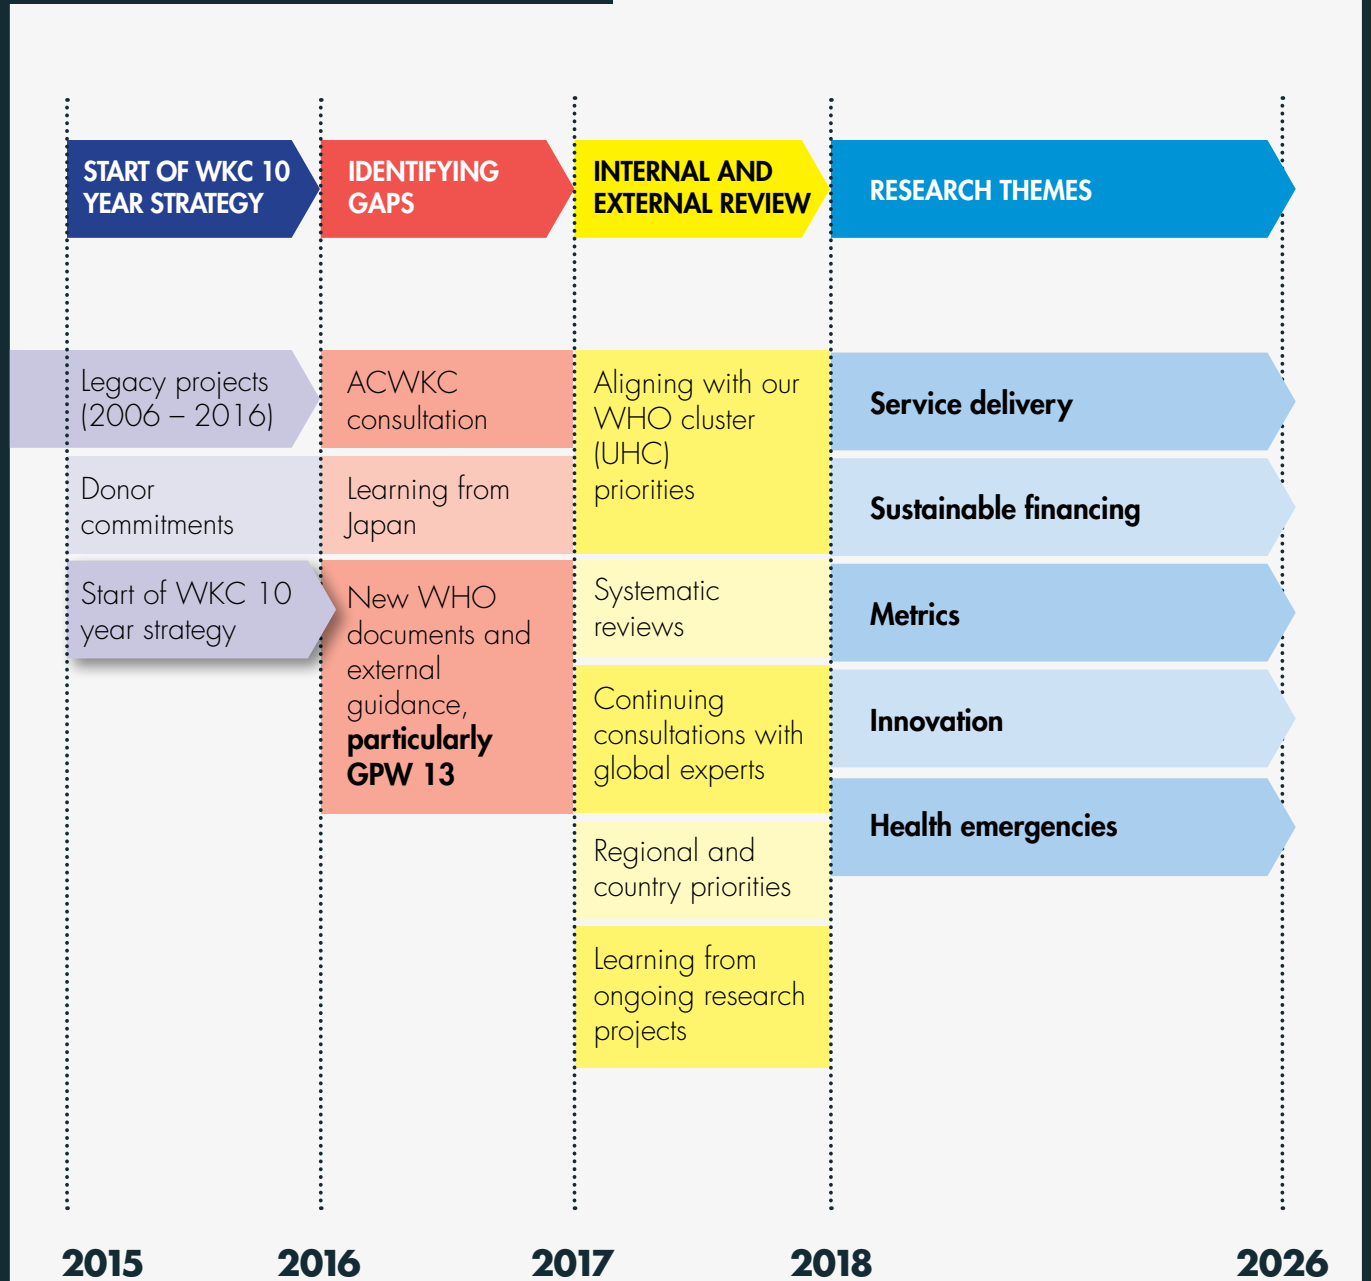 START OF WKC 10
YEAR STRATEGY
IDENTIFYING
GAPS
INTERNAL AND
EXTERNAL REVIEW
RESEARCH THEMES
Legacy projects
(2006 – 2016)
Donor
commitments
Start of WKC 10
year strategy
ACWKC
consultation
Learning from
Japan
New WHO
documents and
external
guidance,
particularly
GPW 13
Aligning with our
WHO cluster
(UHC)
priorities
Systematic
reviews
Continuing
consultations with
global experts
Regional and
country priorities
Learning from
ongoing research
projects
Service delivery
Sustainable financing
Metrics
Innovation
Health emergencies
2015
2016
2017
2018
2026